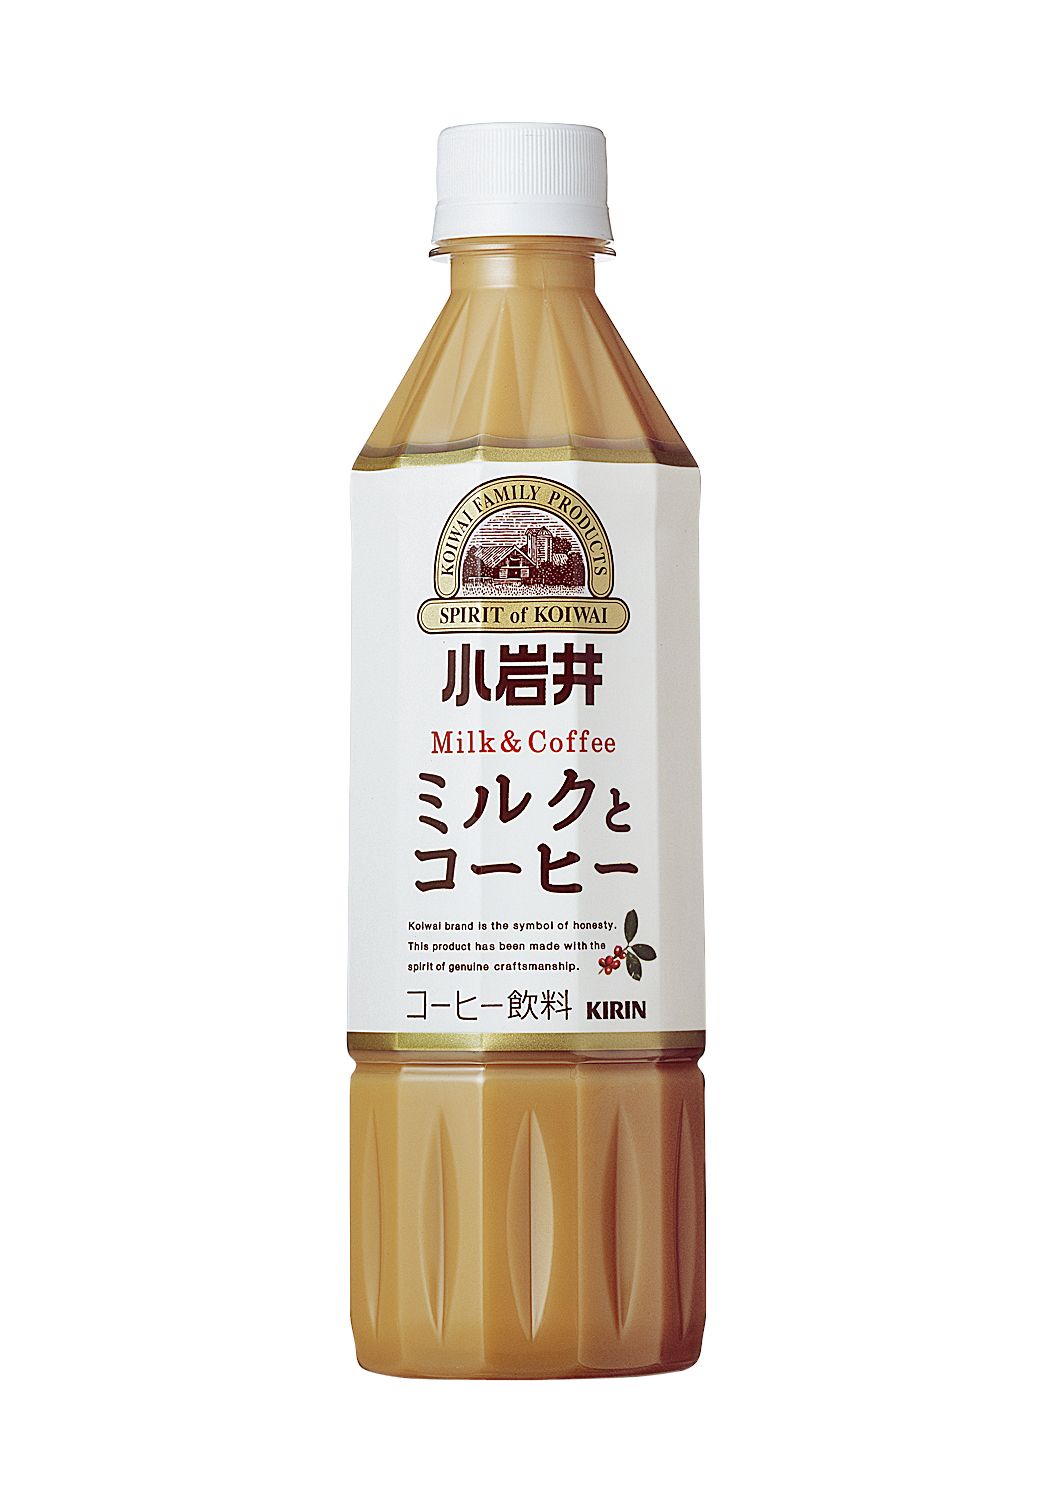 KOIWAI FAMILY PRODUCTS
SPIRIT of KOIWAI
小岩井
Milk & Coffee
ミルクと
コーヒー
Koiwai brand is the symbol of honesty.
This product has been made with the
spirit of genuine craftsmanship.
コーヒー飲料 KIRIN